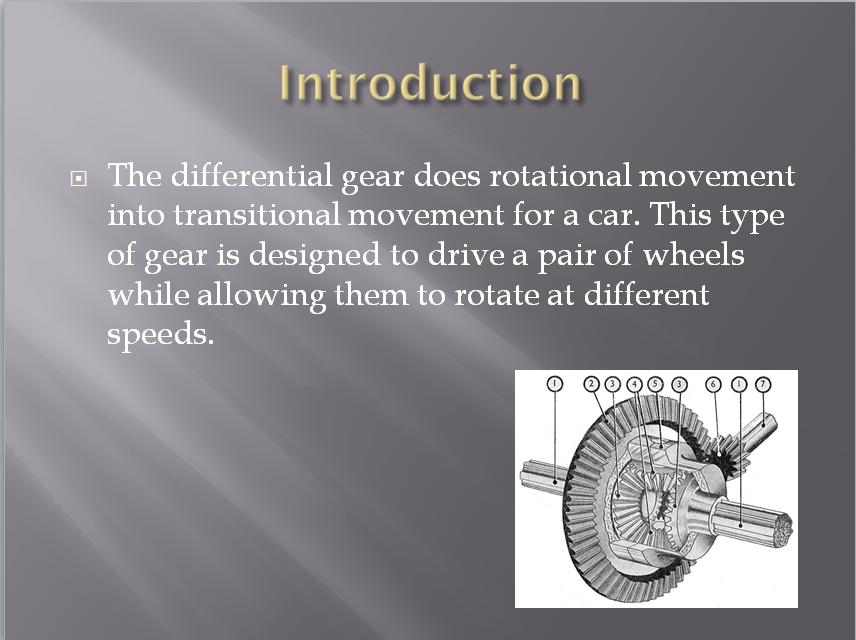 Introduction
The differential gear does rotational movement
into transitional movement for a car. This type
of gear is designed to drive a pair of wheels
while allowing them to rotate at different
speeds.
1 2 3 4 5 3 6 1 7